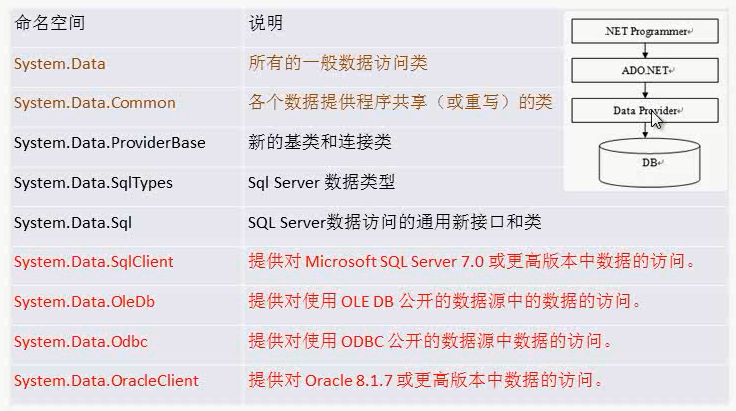 命名空间 说明
System.Data 所有的一般数据访问类
System.Data.Common 各个数据提供程序共享（或重写）的类
System.Data.ProviderBase 新的基类和连接类
System.Data.SqlTypes Sql Server 数据类型
System.Data.Sql SQL Server数据访问的通用新接口和类
System.Data.SqlClient 提供对 Microsoft SQL Server 7.0 或更高版本中数据的访问。
System.Data.OleDb 提供对使用 OLE DB 公开的数据源中的数据的访问。
System.Data.Odbc 提供对使用 ODBC 公开的数据源中数据的访问。
System.Data.OracleClient 提供对 Oracle 8.1.7 或更高版本中数据的访问。
.NET Programmer
ADO.NET
Data Provider
DB